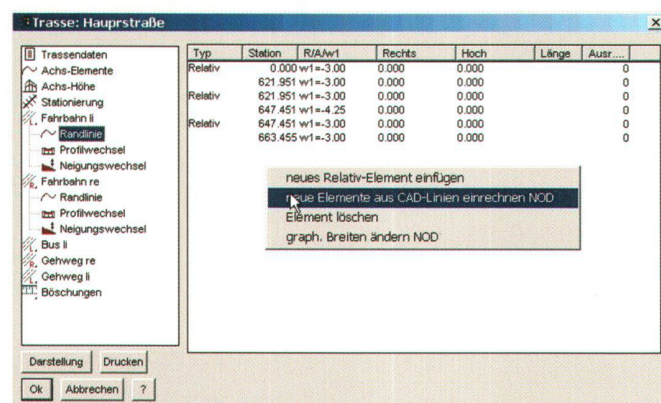 Trasse: Hauprstraße
Trassendaten
Achs-Elemente
Achs-Höhe
Stationierung
Fahrbahn li
Randlinie
Profilwechsel
Neigungswechsel
Fahrbahn re
Randlinie
Profilwechsel
Neigungswechsel
Bus li
Gehweg re
Gehweg li
Böschungen
Typ Station R/A/w1 Rechts Hoch Länge Ausr....
Relativ 0.000 w1=-3.00 0.000 0.000 0
621.951 w1=-3.00 0.000 0.000 0
Relativ 621.951 w1=-3.00 0.000 0.000 0
647.451 w1=-4.25 0.000 0.000 0
Relativ 647.451 w1=-3.00 0.000 0.000 0
663.455 w1=-3.00 0.000 0.000 0
neues Relativ-Element einfügen
neue Elemente aus CAD-Linien einrechnen NOD
Element löschen
graph. Breiten ändern NOD
Darstellung Drucken
Ok Abbrechen ?